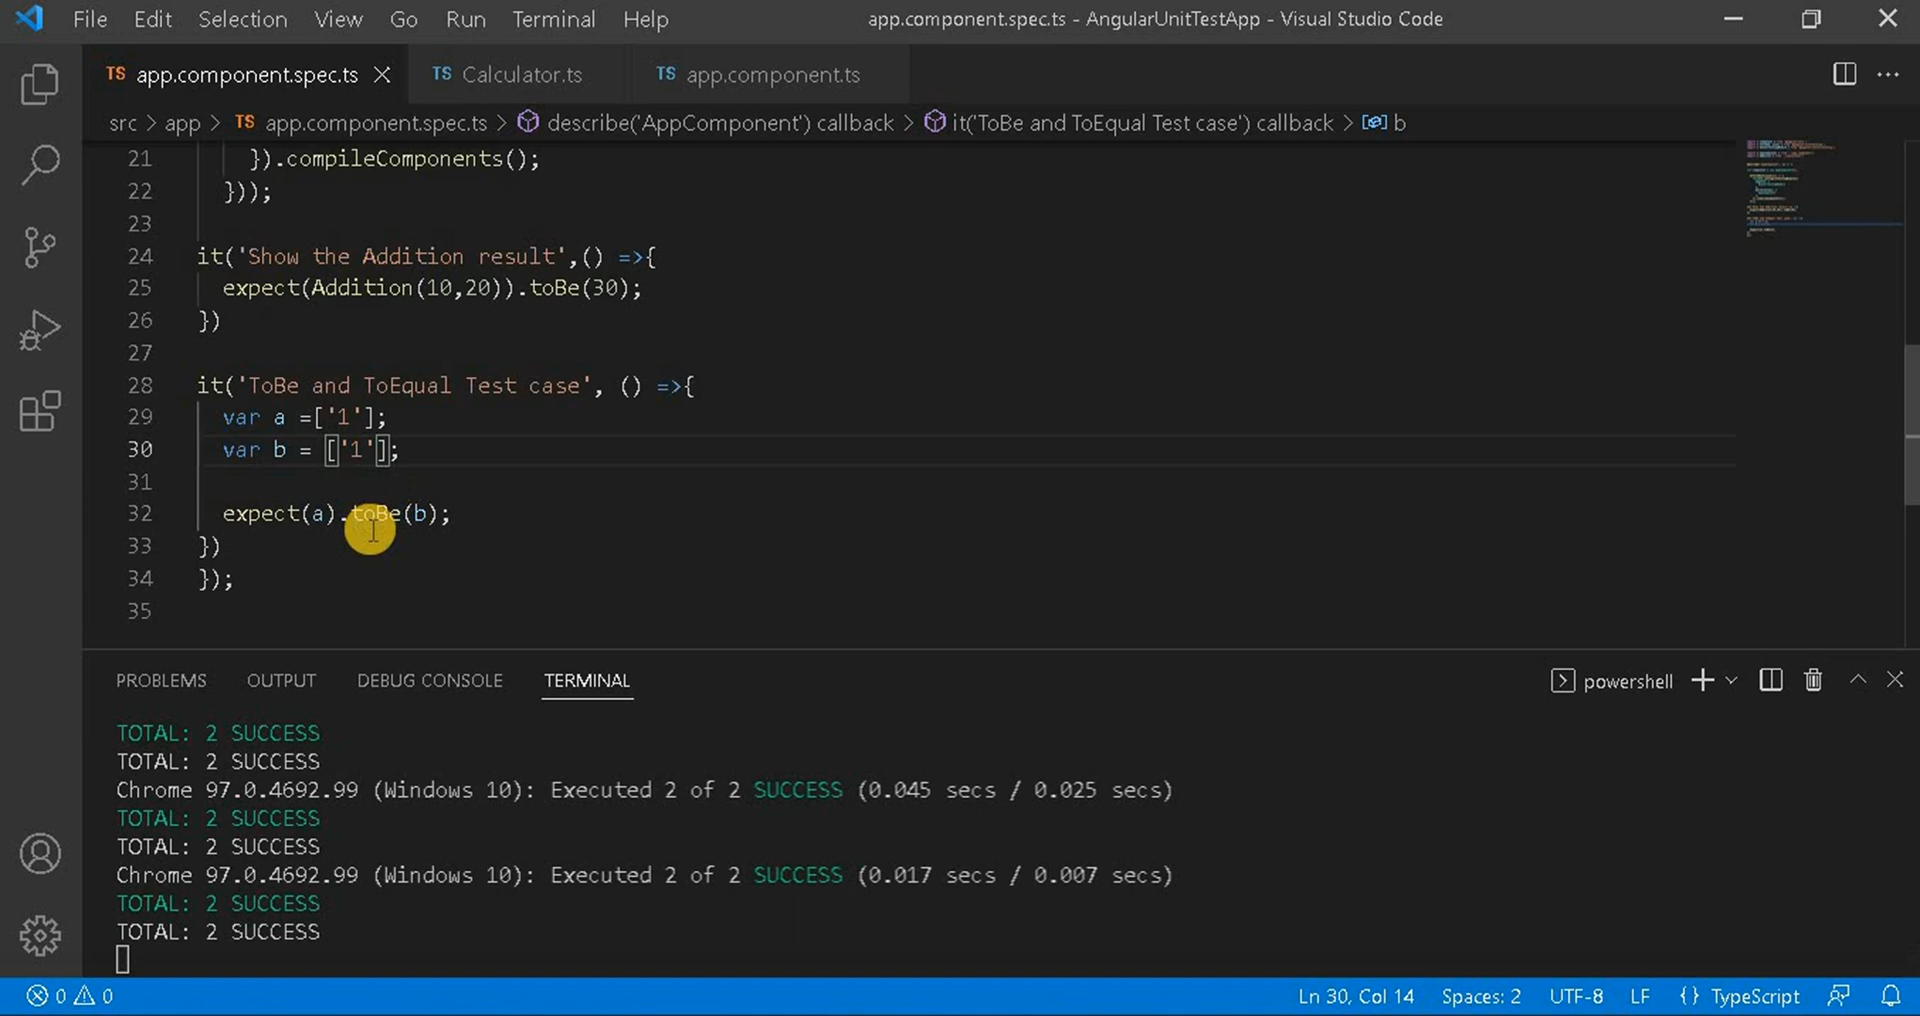 File Edit Selection View Go Run Terminal Help app.component.spec.ts - AngularUnitTestApp - Visual Studio Code
TS app.component.spec.ts TS Calculator.ts TS app.component.ts
src > app > TS app.component.spec.ts > describe('AppComponent') callback > it('ToBe and ToEqual Test case') callback > b
21 }).compileComponents();
22 }));
23
24 it('Show the Addition result',() =>{
25 expect(Addition(10,20)).toBe(30);
26 })
27
28 it('ToBe and ToEqual Test case', () =>{
29 var a =['1'];
30 var b = ['1'];
31
32 expect(a).toBe(b);
33 })
34 });
35
PROBLEMS OUTPUT DEBUG CONSOLE TERMINAL powershell
TOTAL: 2 SUCCESS
TOTAL: 2 SUCCESS
Chrome 97.0.4692.99 (Windows 10): Executed 2 of 2 SUCCESS (0.045 secs / 0.025 secs)
TOTAL: 2 SUCCESS
TOTAL: 2 SUCCESS
Chrome 97.0.4692.99 (Windows 10): Executed 2 of 2 SUCCESS (0.017 secs / 0.007 secs)
TOTAL: 2 SUCCESS
TOTAL: 2 SUCCESS
0 0 Ln 30, Col 14 Spaces: 2 UTF-8 LF {} TypeScript